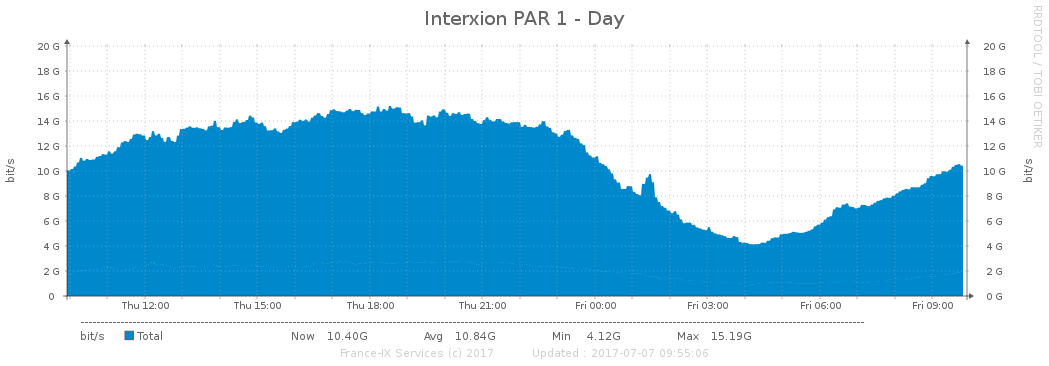 Interxion PAR 1 - Day
RRDTOOL / TOBI OETIKER
20 G 20 G
18 G 18 G
16 G 16 G
14 G 14 G
12 G 12 G
10 G 10 G
8 G 8 G
6 G 6 G
4 G 4 G
2 G 2 G
0 0 G
bit/s bit/s
Thu 12:00 Thu 15:00 Thu 18:00 Thu 21:00 Fri 00:00 Fri 03:00 Fri 06:00 Fri 09:00
bit/s Total Now 10.40G Avg 10.84G Min 4.12G Max 15.19G
France-IX Services (c) 2017 Updated : 2017-07-07 09:55:06